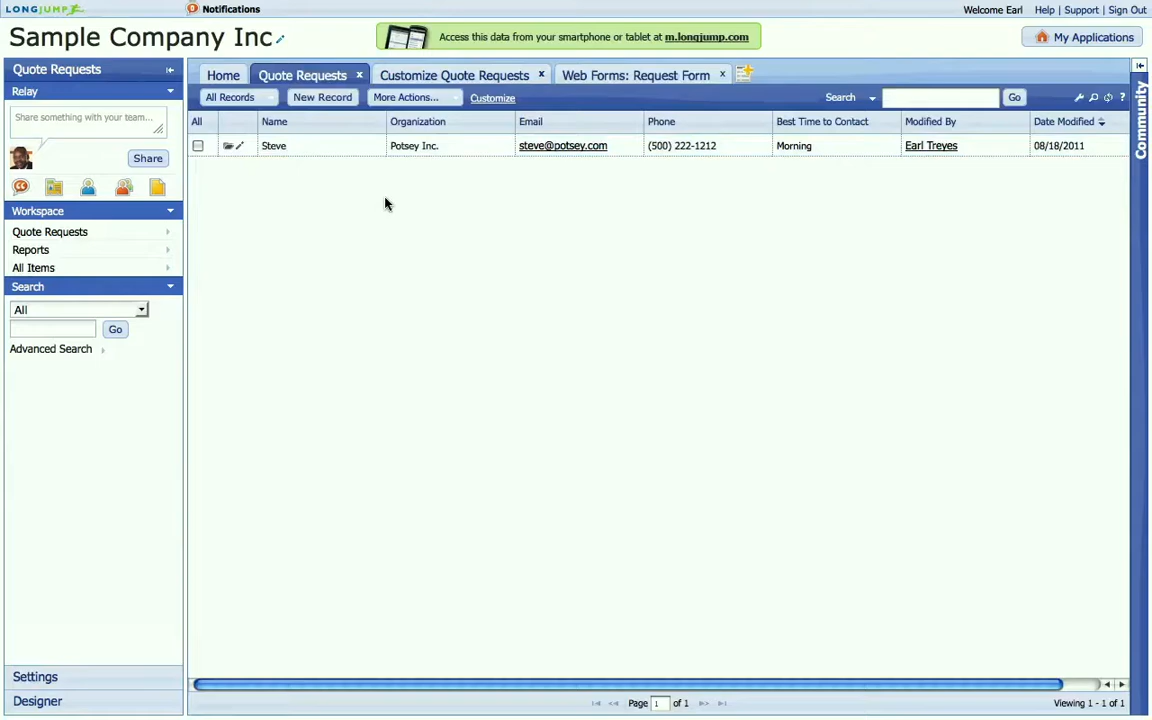 LONGJUMP
Notifications
Welcome Earl Help | Support | Sign Out
Sample Company Inc
Access this data from your smartphone or tablet at m.longjump.com
My Applications
Quote Requests
Relay
Share something with your team...
Share
Workspace
Quote Requests
Reports
All Items
Search
All
Go
Advanced Search
Settings
Designer
Home Quote Requests x Customize Quote Requests x Web Forms: Request Form x
All Records New Record More Actions... Customize Search Go ?
All Name Organization Email Phone Best Time to Contact Modified By Date Modified
Steve Potsey Inc. steve@potsey.com (500) 222-1212 Morning Earl Treyes 08/18/2011
Page 1 of 1 Viewing 1 - 1 of 1
Community